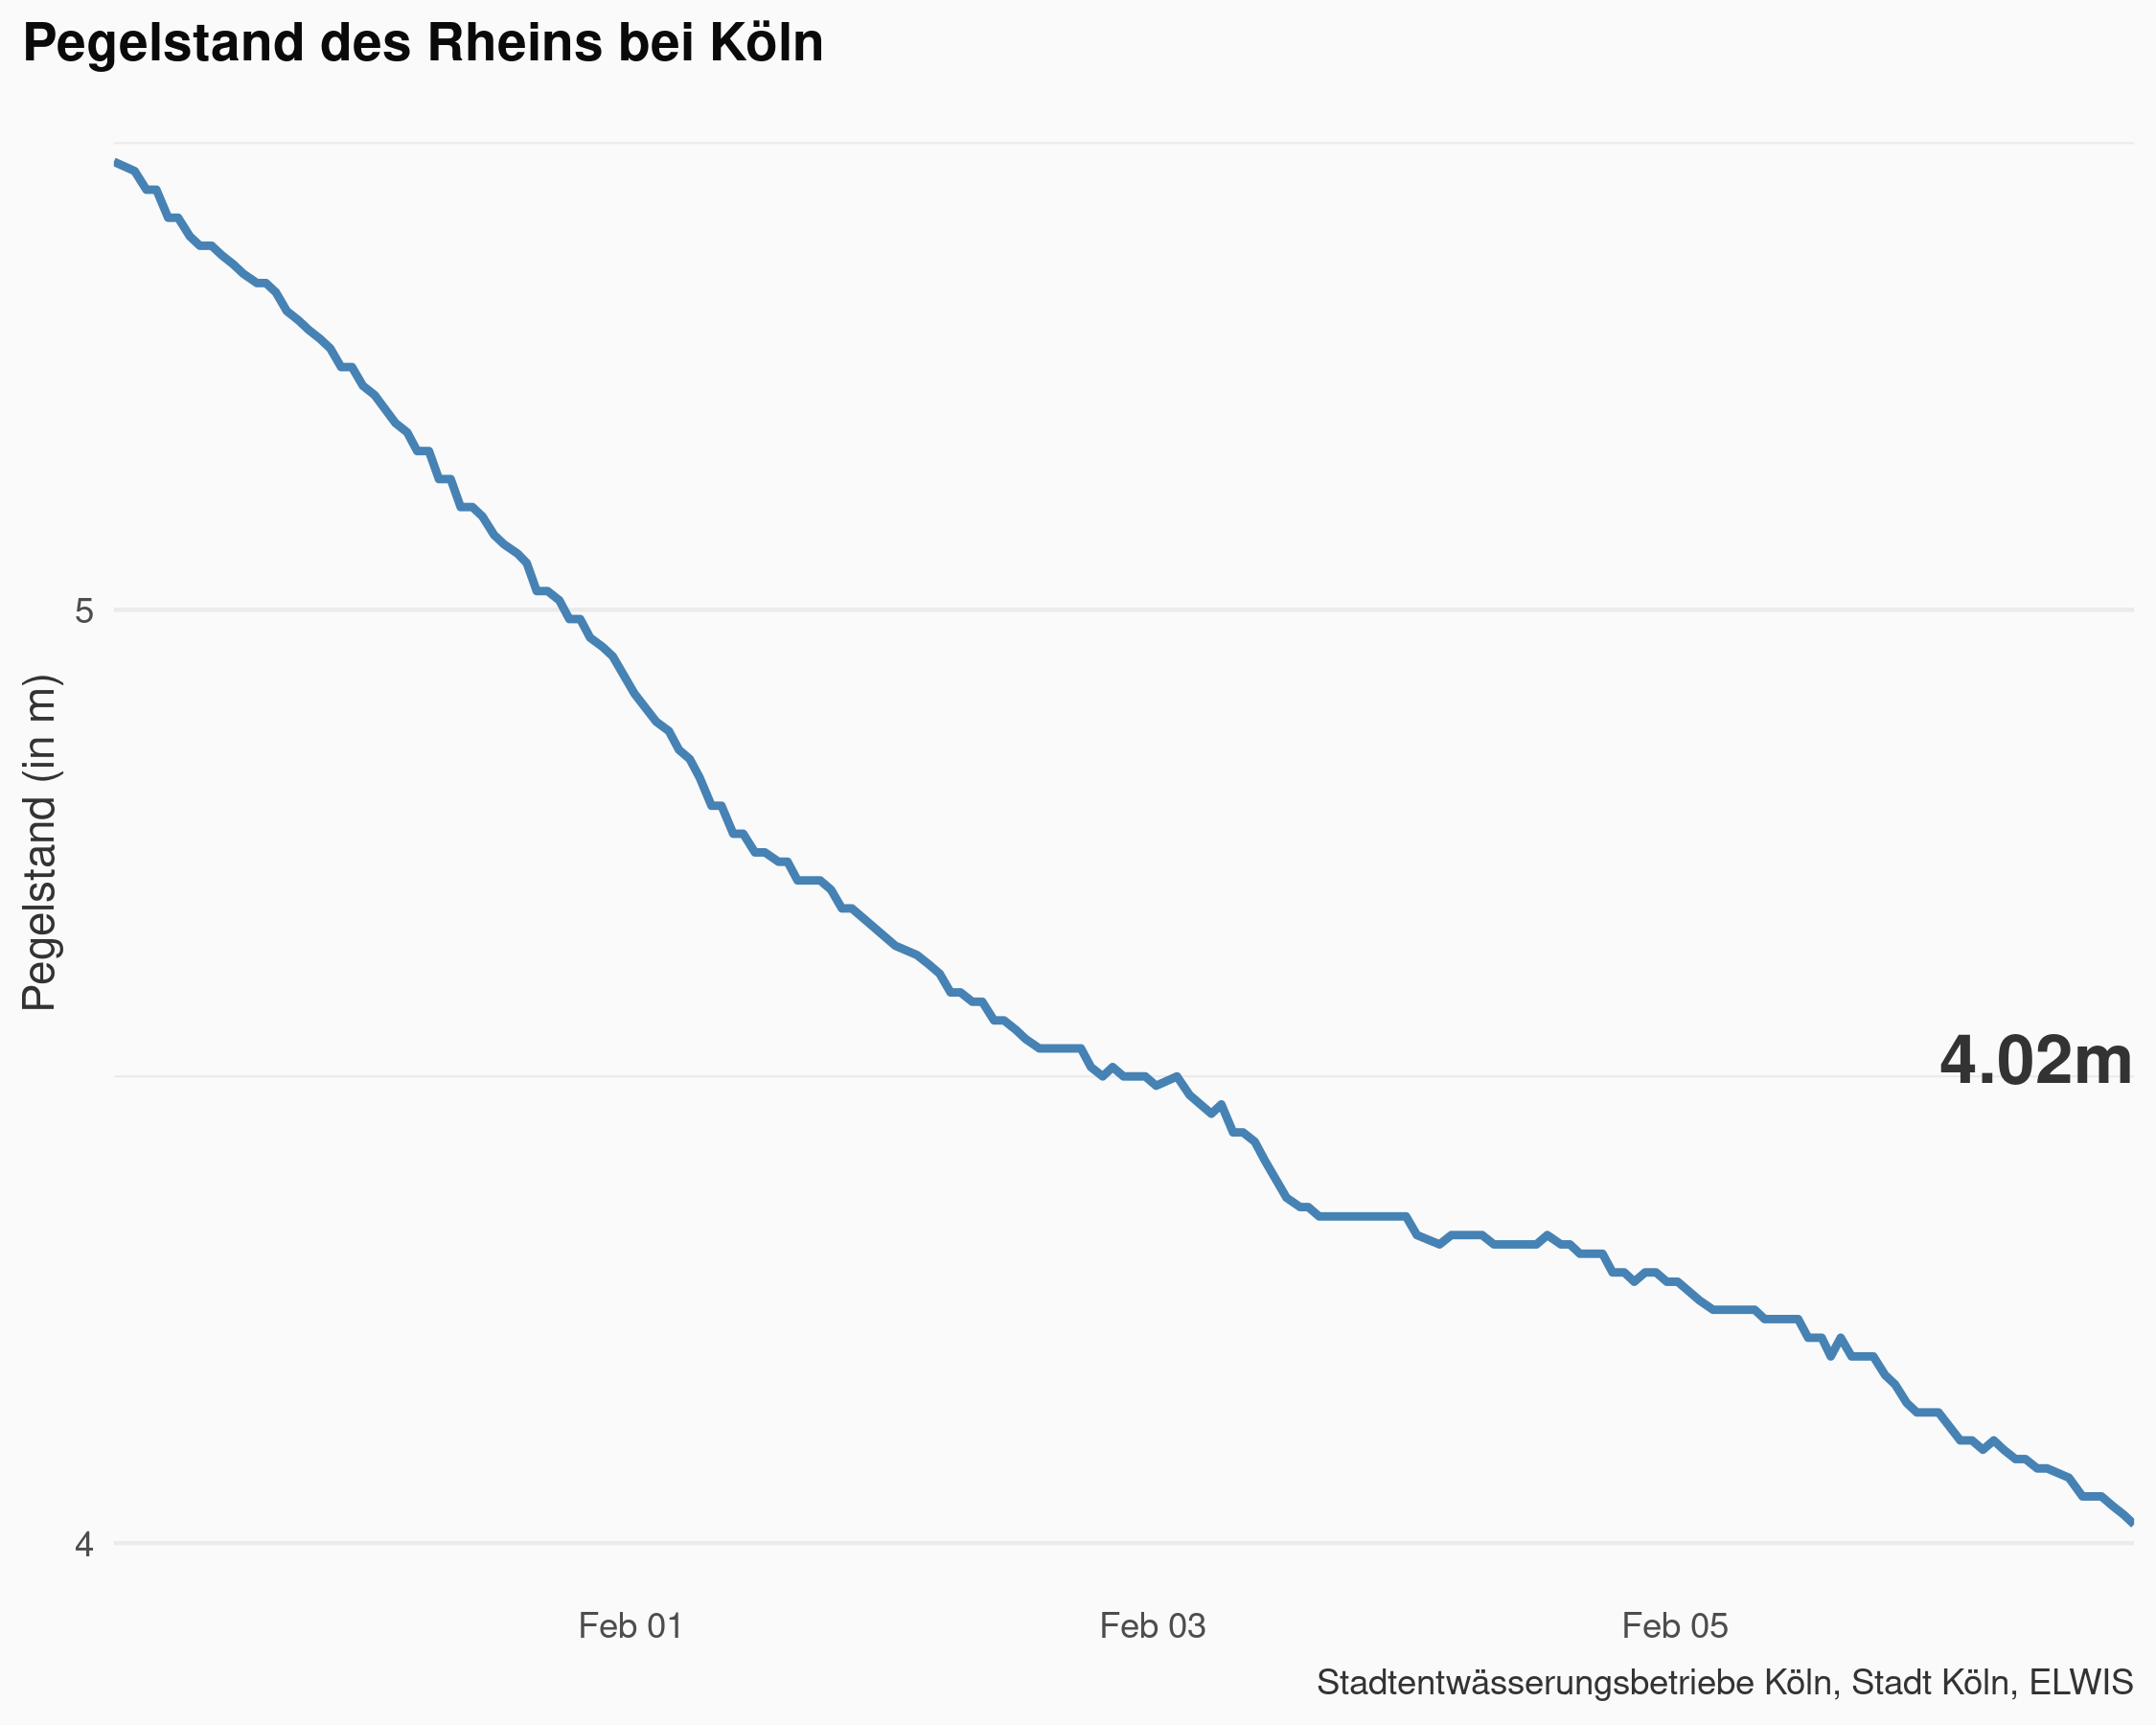 Pegelstand des Rheins bei Köln
5
Pegelstand (in m)
4.02m
4
Feb 01
Feb 03
Feb 05
Stadtentwässerungsbetriebe Köln, Stadt Köln, ELWIS